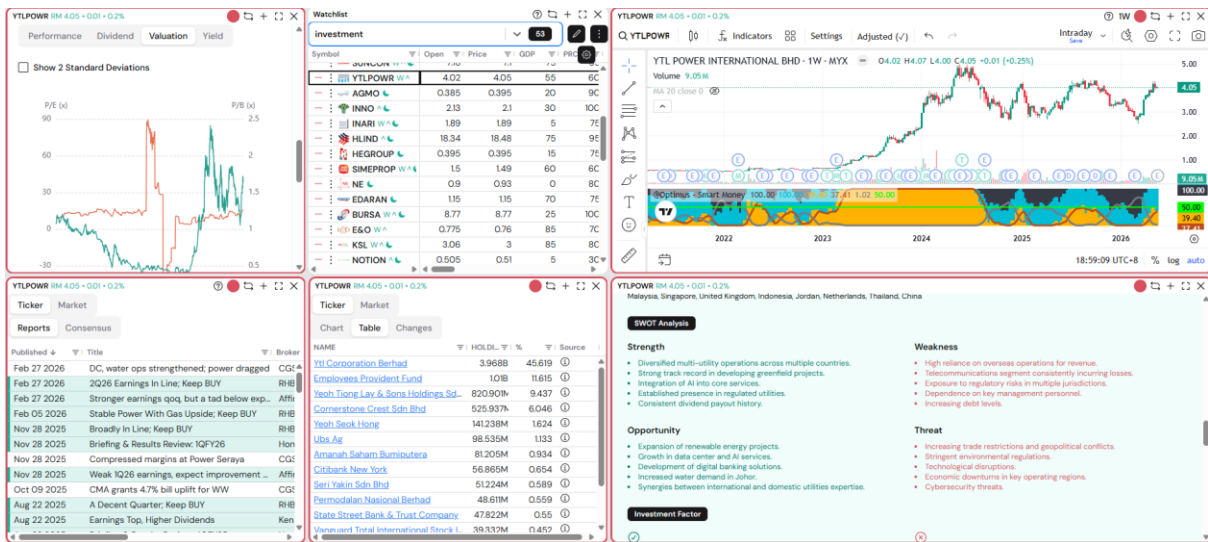 YTLPOWR RM 4.05 • 0.01 • 0.2%
Performance Dividend Valuation Yield
Show 2 Standard Deviations
P/E (x) P/B (x)
90 2.5
60 2
30 1.5
0 1
-30 0.5
Watchlist
investment 53
Symbol Open Price GDP
YTLPOWR W ^ 4.02 4.05 55 60
AGMO 0.385 0.395 20 90
INNO ^ 2.13 2.1 30 100
INARI W ^ 1.89 1.89 5 75
HLIND ^ 18.34 18.48 75 95
HEGROUP 0.395 0.395 15 75
SIMEPROP W ^ 1.5 1.49 60 60
NE 0.9 0.93 0 80
EDARAN 1.15 1.15 70 75
BURSA W ^ 8.77 8.77 25 100
E&O W ^ 0.775 0.76 85 70
KSL W ^ 3.06 3 85 80
NOTION ^ 0.505 0.51 5 30
YTLPOWR RM 4.05 • 0.01 • 0.2% 1W
YTLPOWR Indicators Settings Adjusted (✓) Intraday
Save
YTL POWER INTERNATIONAL BHD · 1W · MYX O4.02 H4.07 L4.00 C4.05 +0.01 (+0.25%)
Volume 9.05M
MA 20 close 0
5.00
4.05
3.00
2.00
1.00
9.05M
@Optimus - Smart Money 100.00 37.41 1.02 50.00
100.00
50.00
39.40
37.41
2022 2023 2024 2025 2026
18:59:09 UTC+8 % log auto
YTLPOWR RM 4.05 • 0.01 • 0.2%
Ticker Market
Reports Consensus
Published ↓ Title Broker
Feb 27 2026 DC, water ops strengthened; power dragged CGS
Feb 27 2026 2Q26 Earnings In Line; Keep BUY RHB
Feb 27 2026 Stronger earnings qoq, but a tad below exp... Affi
Feb 05 2026 Stable Power With Gas Upside; Keep BUY RHB
Nov 28 2025 Broadly In Line; Keep BUY RHB
Nov 28 2025 Briefing & Results Review: 1QFY26 Hon
Nov 28 2025 Compressed margins at Power Seraya CGS
Nov 28 2025 Weak 1Q26 earnings, expect improvement ... Affi
Oct 09 2025 CMA grants 4.7% bill uplift for WW CGS
Aug 22 2025 A Decent Quarter; Keep BUY RHB
Aug 22 2025 Earnings Top, Higher Dividends Ken
YTLPOWR RM 4.05 • 0.01 • 0.2%
Ticker Market
Chart Table Changes
NAME HOLDI... % Source
Ytl Corporation Berhad 3.968B 45.619
Employees Provident Fund 1.01B 11.615
Yeoh Tiong Lay & Sons Holdings Sd... 820.901M 9.437
Cornerstone Crest Sdn Bhd 525.937M 6.046
Yeoh Seok Hong 141.238M 1.624
Ubs Ag 98.535M 1.133
Amanah Saham Bumiputera 81.205M 0.934
Citibank New York 56.865M 0.654
Seri Yakin Sdn Bhd 51.224M 0.589
Permodalan Nasional Berhad 48.611M 0.559
State Street Bank & Trust Company 47.822M 0.55
Vanguard Total International Stock I... 39.332M 0.452
YTLPOWR RM 4.05 • 0.01 • 0.2%
Malaysia, Singapore, United Kingdom, Indonesia, Jordan, Netherlands, Thailand, China
SWOT Analysis
Strength
Diversified multi-utility operations across multiple countries.
Strong track record in developing greenfield projects.
Integration of AI into core services.
Established presence in regulated utilities.
Consistent dividend payout history.
Weakness
High reliance on overseas operations for revenue.
Telecommunications segment consistently incurring losses.
Exposure to regulatory risks in multiple jurisdictions.
Dependence on key management personnel.
Increasing debt levels.
Opportunity
Expansion of renewable energy projects.
Growth in data center and AI services.
Development of digital banking solutions.
Increased water demand in Johor.
Synergies between international and domestic utilities expertise.
Threat
Increasing trade restrictions and geopolitical conflicts.
Stringent environmental regulations.
Technological disruptions.
Economic downturns in key operating regions.
Cybersecurity threats.
Investment Factor